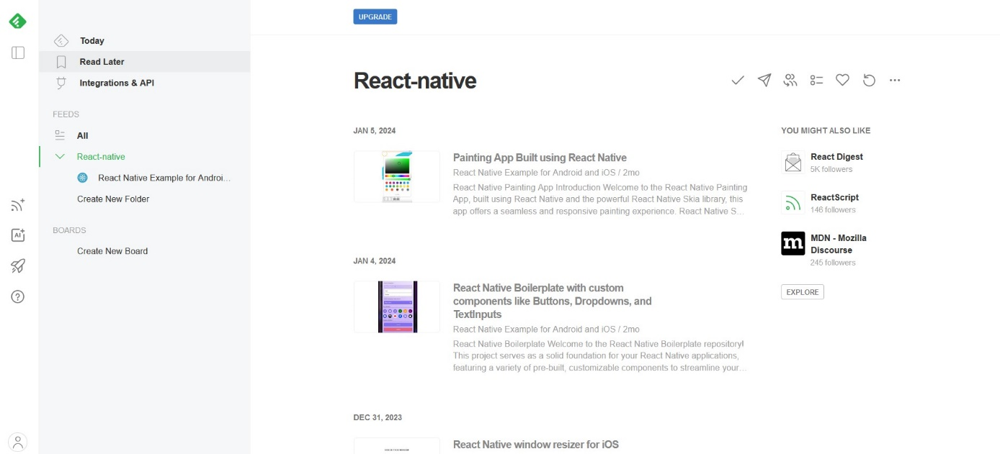 UPGRADE
Today
Read Later
Integrations & API
FEEDS
All
React-native
React Native Example for Androi...
Create New Folder
BOARDS
Create New Board
AI
React-native
JAN 5, 2024
Painting App Built using React Native
React Native Example for Android and iOS / 2mo
React Native Painting App Introduction Welcome to the React Native Painting
App, built using React Native and the powerful React Native Skia library, this
app offers a seamless and responsive painting experience. React Native S...
JAN 4, 2024
React Native Boilerplate with custom
components like Buttons, Dropdowns, and
TextInputs
React Native Example for Android and iOS / 2mo
React Native Boilerplate Welcome to the React Native Boilerplate repository!
This project serves as a solid foundation for your React Native applications,
featuring a variety of pre-built, customizable components to streamline your...
DEC 31, 2023
React Native window resizer for iOS
YOU MIGHT ALSO LIKE
React Digest
5K followers
ReactScript
146 followers
m
MDN - Mozilla
Discourse
245 followers
EXPLORE